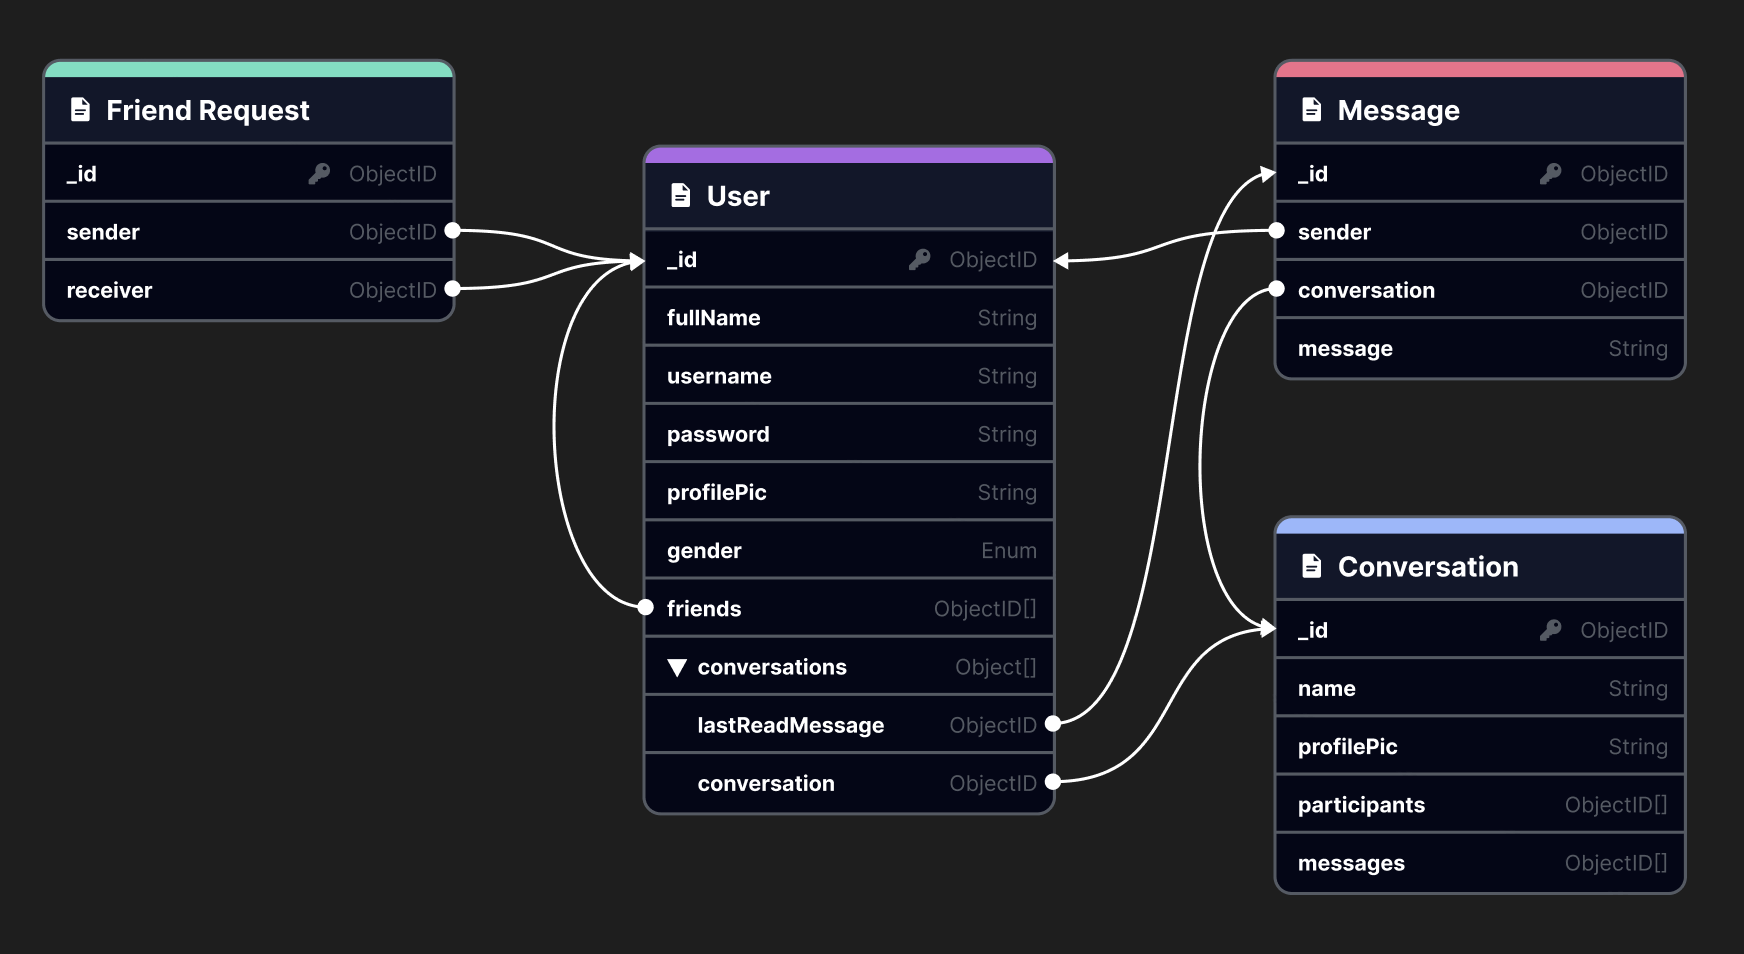 Friend Request
_id ObjectID
sender ObjectID
receiver ObjectID
User
_id ObjectID
fullName String
username String
password String
profilePic String
gender Enum
friends ObjectID[]
conversations Object[]
lastReadMessage ObjectID
conversation ObjectID
Message
_id ObjectID
sender ObjectID
conversation ObjectID
message String
Conversation
_id ObjectID
name String
profilePic String
participants ObjectID[]
messages ObjectID[]